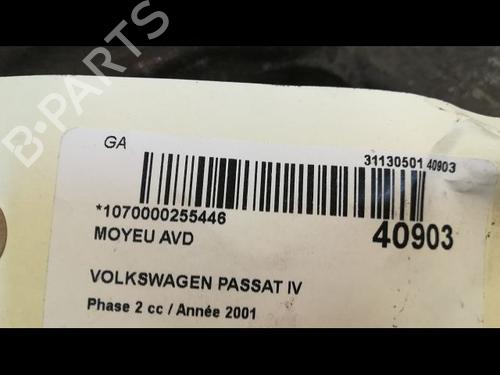 B-PARTS
GA
31130501 40903
*1070000255446
40903
MOYEU AVD
VOLKSWAGEN PASSAT IV
Phase 2 cc / Année 2001